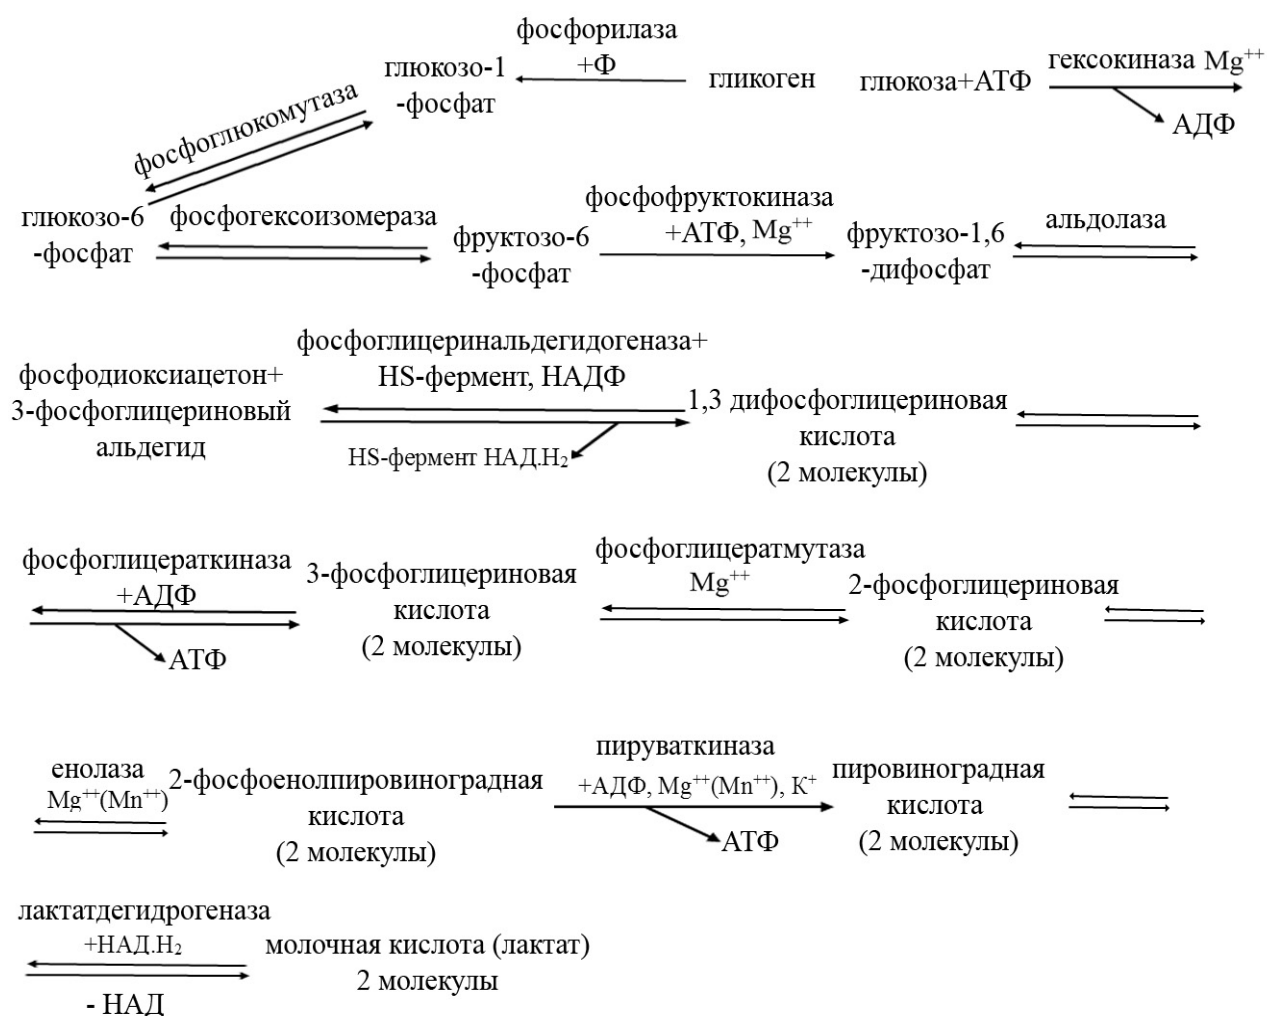 фосфорилаза
+Ф
глюкозо-1
-фосфат
гликоген
глюкоза+АТФ
гексокиназа Mg⁺⁺
АДФ
фосфоглюкомутаза
глюкозо-6
-фосфат
фосфогексоизомераза
фруктозо-6
-фосфат
фосфофруктокиназа
+АТФ, Mg⁺⁺
фруктозо-1,6
-дифосфат
альдолаза
фосфодиоксиацетон+
3-фосфоглицериновый
альдегид
фосфоглицеринальдегидогеназа+
HS-фермент, НАДФ
HS-фермент НАД.Н₂
1,3 дифосфоглицериновая
кислота
(2 молекулы)
фосфоглицераткиназа
+АДФ
АТФ
3-фосфоглицериновая
кислота
(2 молекулы)
фосфоглицератмутаза
Mg⁺⁺
2-фосфоглицериновая
кислота
(2 молекулы)
енолаза
Mg⁺⁺(Mn⁺⁺)
2-фосфоенолпировиноградная
кислота
(2 молекулы)
пируваткиназа
+АДФ, Mg⁺⁺(Mn⁺⁺), К⁺
АТФ
пировиноградная
кислота
(2 молекулы)
лактатдегидрогеназа
+НАД.Н₂
- НАД
молочная кислота (лактат)
2 молекулы